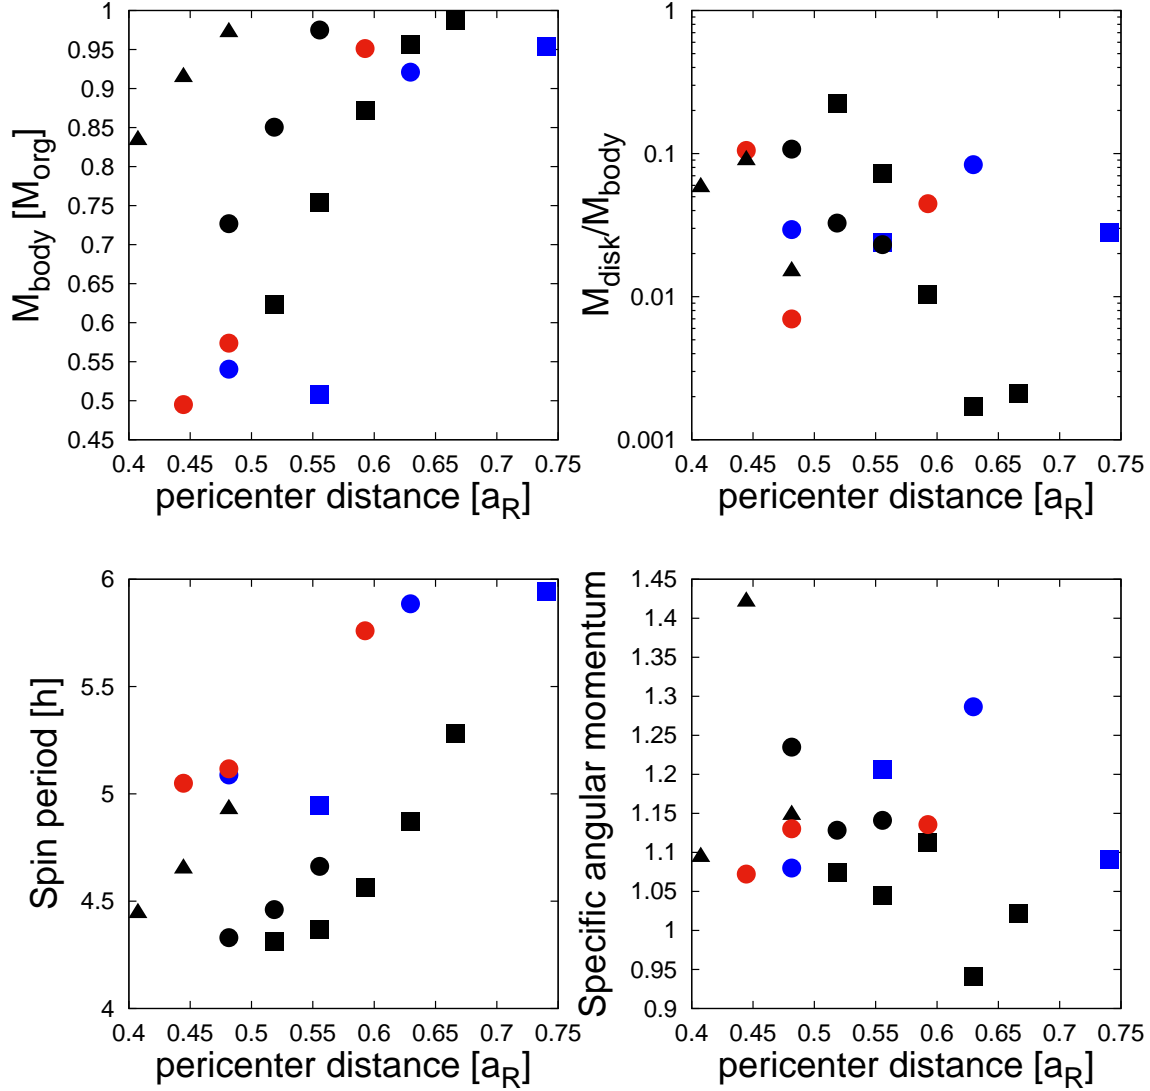 M_body [M_org]
1
0.95
0.9
0.85
0.8
0.75
0.7
0.65
0.6
0.55
0.5
0.45
0.4 0.45 0.5 0.55 0.6 0.65 0.7 0.75
pericenter distance [a_R]
M_disk/M_body
1
0.1
0.01
0.001
0.4 0.45 0.5 0.55 0.6 0.65 0.7 0.75
pericenter distance [a_R]
Spin period [h]
6
5.5
5
4.5
4
0.4 0.45 0.5 0.55 0.6 0.65 0.7 0.75
pericenter distance [a_R]
Specific angular momentum
1.45
1.4
1.35
1.3
1.25
1.2
1.15
1.1
1.05
1
0.95
0.9
0.4 0.45 0.5 0.55 0.6 0.65 0.7 0.75
pericenter distance [a_R]